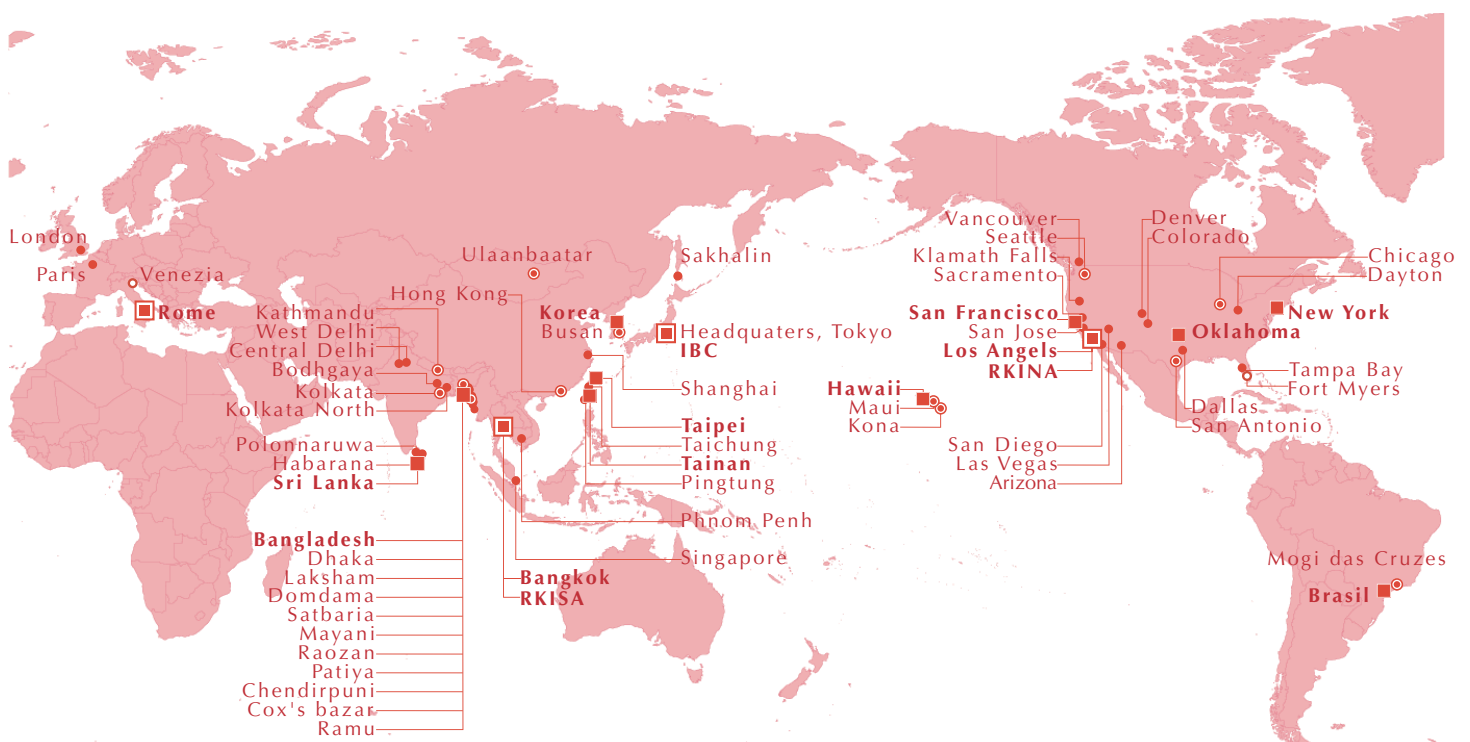 London
Paris
Venezia
Rome
Ulaanbaatar
Sakhalin
Hong Kong
Korea
Busan
Headquaters, Tokyo
IBC
Kathmandu
West Delhi
Central Delhi
Bodhgaya
Kolkata
Kolkata North
Polonnaruwa
Habarana
Sri Lanka
Shanghai
Taipei
Taichung
Tainan
Pingtung
Phnom Penh
Singapore
Bangkok
RKISA
Bangladesh
Dhaka
Laksham
Domdama
Satbaria
Mayani
Raozan
Patiya
Chendirpuni
Cox's bazar
Ramu
Hawaii
Maui
Kona
Vancouver
Seattle
Klamath Falls
Sacramento
San Francisco
San Jose
Los Angels
RKINA
San Diego
Las Vegas
Arizona
Denver
Colorado
Chicago
Dayton
New York
Oklahoma
Tampa Bay
Fort Myers
Dallas
San Antonio
Mogi das Cruzes
Brasil